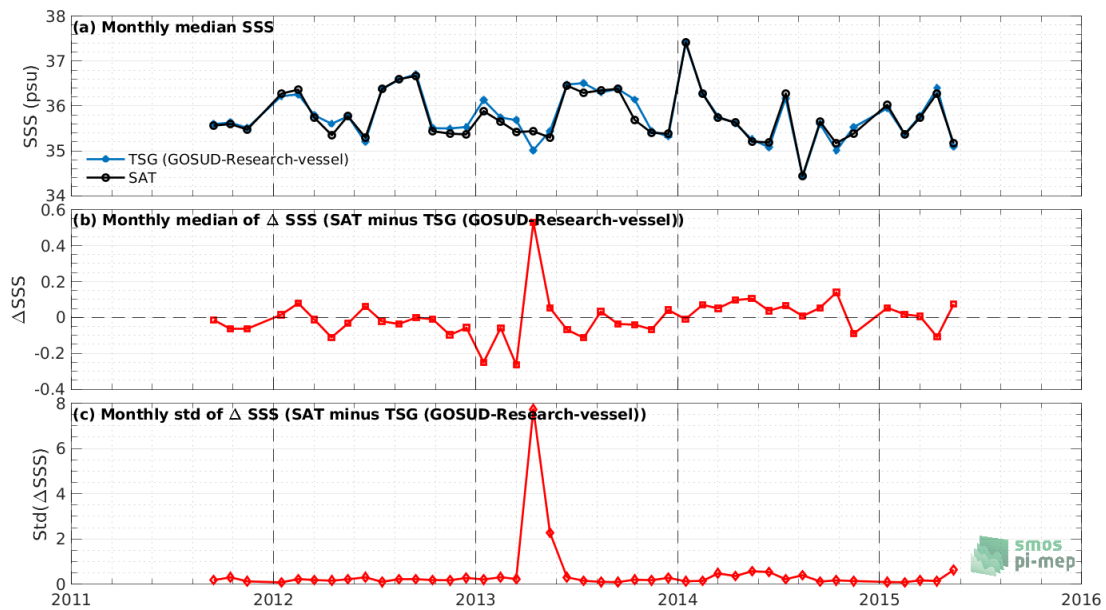 38
(a) Monthly median SSS
37
36
35
34
SSS (psu)
TSG (GOSUD-Research-vessel)
SAT
0.6
(b) Monthly median of Δ SSS (SAT minus TSG (GOSUD-Research-vessel))
0.4
0.2
0
-0.2
-0.4
ΔSSS
8
(c) Monthly std of Δ SSS (SAT minus TSG (GOSUD-Research-vessel))
6
4
2
0
Std(ΔSSS)
smos
pi-mep
2011 2012 2013 2014 2015 2016